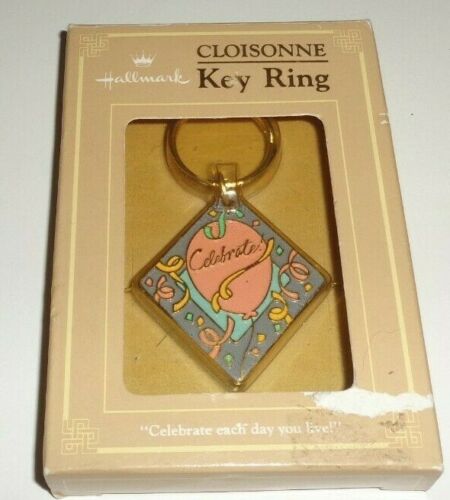 CLOISONNE
Hallmark
Key Ring
Celebrate!
"Celebrate each day you live!"